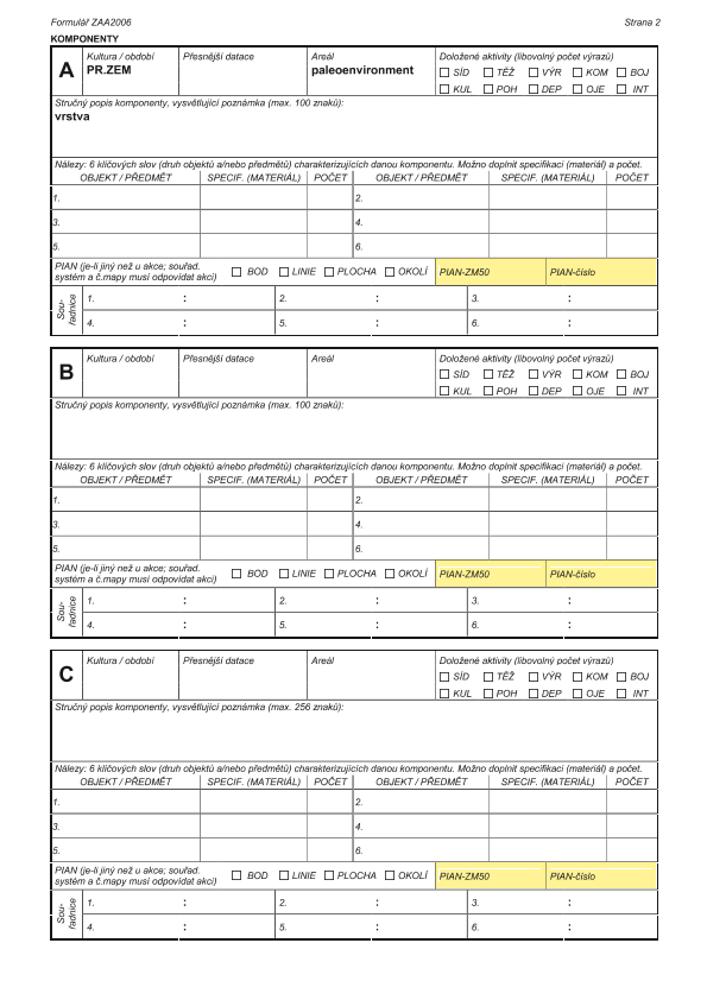 Formulář ZAA2006 Strana 2
KOMPONENTY
A Kultura / období Přesnější datace Areál Doložené aktivity (libovolný počet výrazů)
PR.ZEM paleoenvironment SÍD TĚŽ VÝR KOM BOJ
KUL POH DEP OJE INT
Stručný popis komponenty, vysvětlující poznámka (max. 100 znaků):
vrstva
Nálezy: 6 klíčových slov (druh objektů a/nebo předmětů) charakterizujících danou komponentu. Možno doplnit specifikaci (materiál) a počet.
OBJEKT / PŘEDMĚT SPECIF. (MATERIÁL) POČET OBJEKT / PŘEDMĚT SPECIF. (MATERIÁL) POČET
1. 2.
3. 4.
5. 6.
PIAN (je-li jiný než u akce; souřad.
systém a č.mapy musí odpovídat akci) BOD LINIE PLOCHA OKOLÍ PIAN-ZM50 PIAN-číslo
Sou-
řadnice
1. : 2. : 3. :
4. : 5. : 6. :
B Kultura / období Přesnější datace Areál Doložené aktivity (libovolný počet výrazů)
SÍD TĚŽ VÝR KOM BOJ
KUL POH DEP OJE INT
Stručný popis komponenty, vysvětlující poznámka (max. 100 znaků):
Nálezy: 6 klíčových slov (druh objektů a/nebo předmětů) charakterizujících danou komponentu. Možno doplnit specifikaci (materiál) a počet.
OBJEKT / PŘEDMĚT SPECIF. (MATERIÁL) POČET OBJEKT / PŘEDMĚT SPECIF. (MATERIÁL) POČET
1. 2.
3. 4.
5. 6.
PIAN (je-li jiný než u akce; souřad.
systém a č.mapy musí odpovídat akci) BOD LINIE PLOCHA OKOLÍ PIAN-ZM50 PIAN-číslo
Sou-
řadnice
1. : 2. : 3. :
4. : 5. : 6. :
C Kultura / období Přesnější datace Areál Doložené aktivity (libovolný počet výrazů)
SÍD TĚŽ VÝR KOM BOJ
KUL POH DEP OJE INT
Stručný popis komponenty, vysvětlující poznámka (max. 256 znaků):
Nálezy: 6 klíčových slov (druh objektů a/nebo předmětů) charakterizujících danou komponentu. Možno doplnit specifikaci (materiál) a počet.
OBJEKT / PŘEDMĚT SPECIF. (MATERIÁL) POČET OBJEKT / PŘEDMĚT SPECIF. (MATERIÁL) POČET
1. 2.
3. 4.
5. 6.
PIAN (je-li jiný než u akce; souřad.
systém a č.mapy musí odpovídat akci) BOD LINIE PLOCHA OKOLÍ PIAN-ZM50 PIAN-číslo
Sou-
řadnice
1. : 2. : 3. :
4. : 5. : 6. :